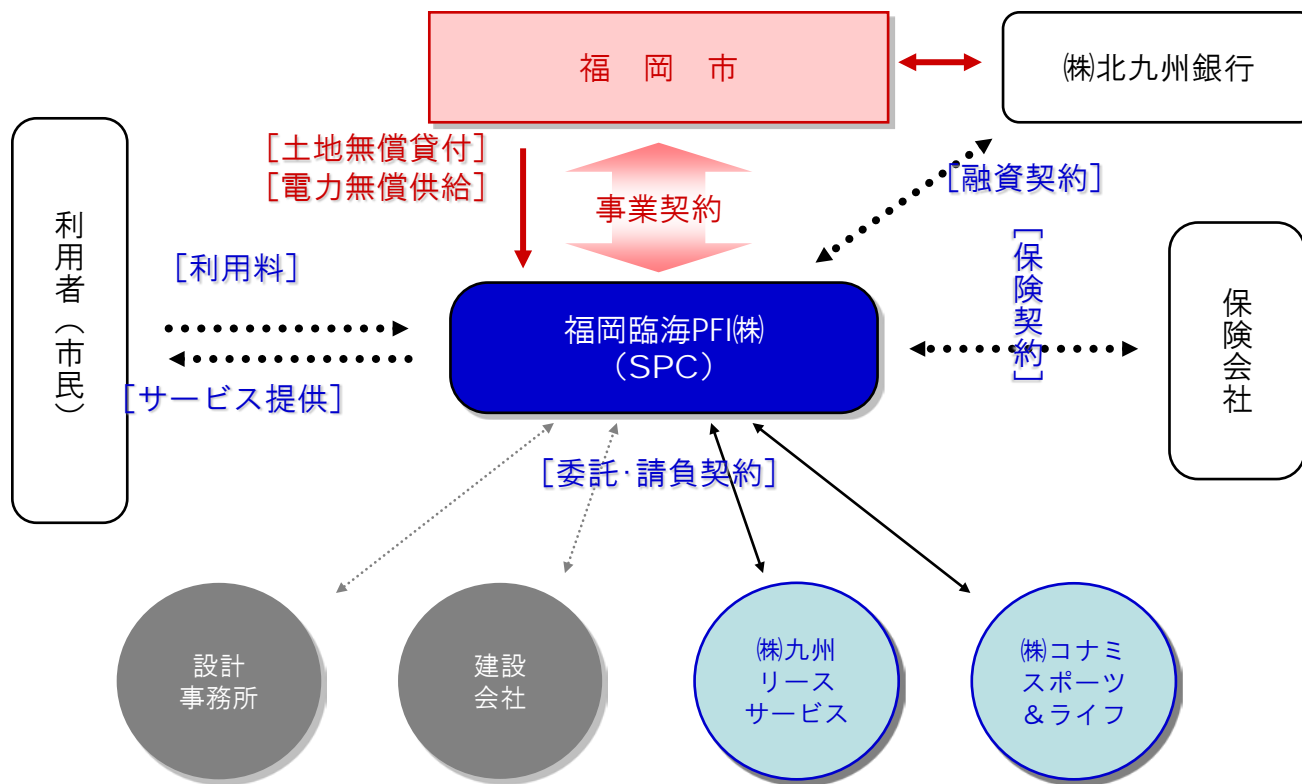 福　岡　市
㈱北九州銀行
［土地無償貸付］
［電力無償供給］
事業契約
［融資契約］
利用者（市民）
［利用料］
［サービス提供］
福岡臨海PFI㈱
（SPC）
［保険契約］
保険会社
［委託・請負契約］
設計
事務所
建設
会社
㈱九州
リース
サービス
㈱コナミ
スポーツ
＆ライフ